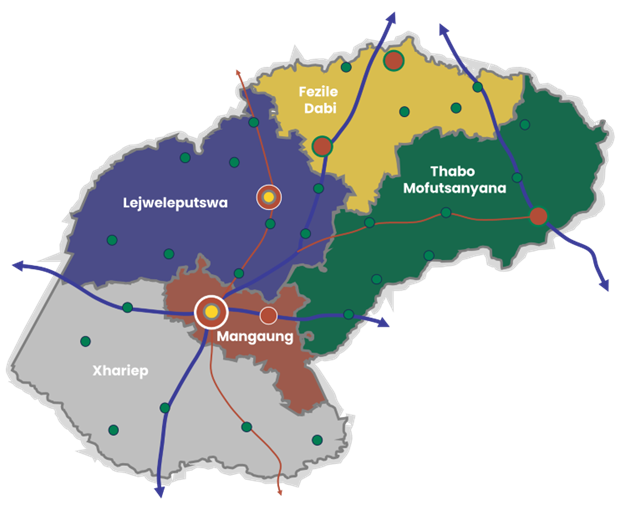 Fezile
Dabi
Thabo
Mofutsanyana
Lejweleputswa
Mangaung
Xhariep